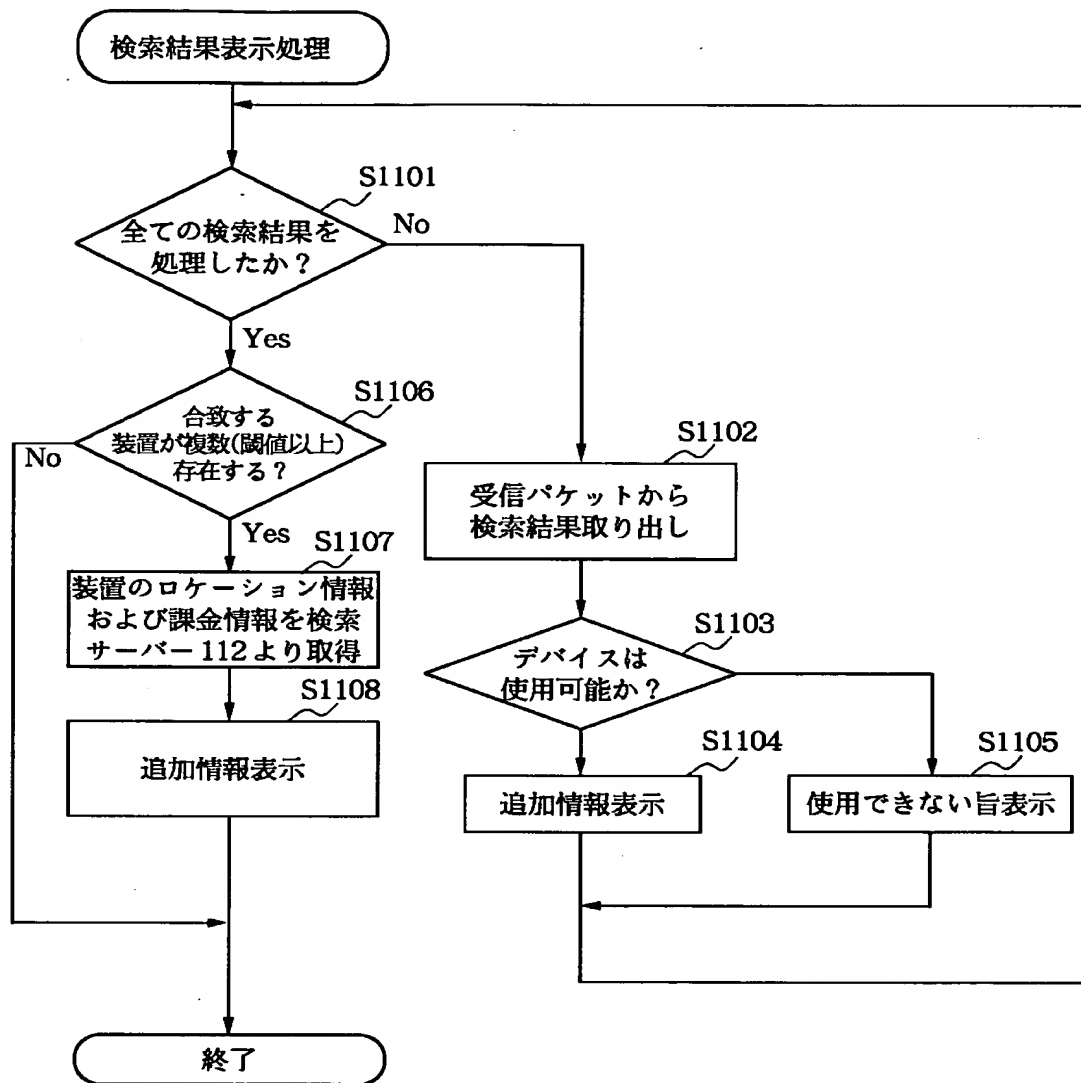 検索結果表示処理
S1101
全ての検索結果を
処理したか？
No
Yes
S1106
合致する
装置が複数(閾値以上)
存在する？
No
Yes
S1107
装置のロケーション情報
および課金情報を検索
サーバー112より取得
S1108
追加情報表示
S1102
受信パケットから
検索結果取り出し
S1103
デバイスは
使用可能か？
S1104
追加情報表示
S1105
使用できない旨表示
終了